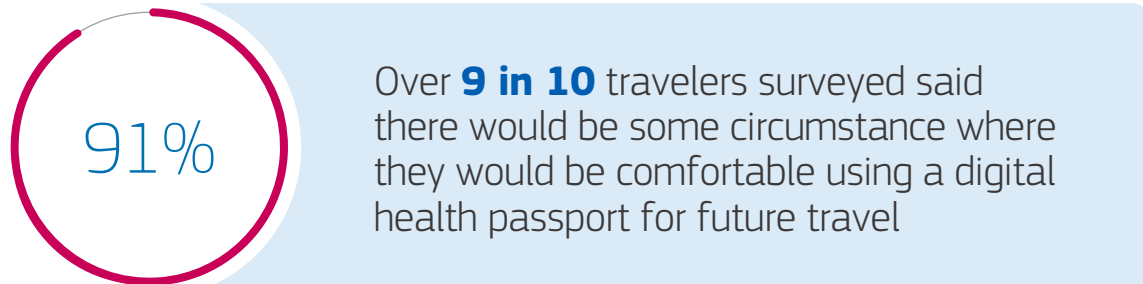 91%
Over 9 in 10 travelers surveyed said
there would be some circumstance where
they would be comfortable using a digital
health passport for future travel